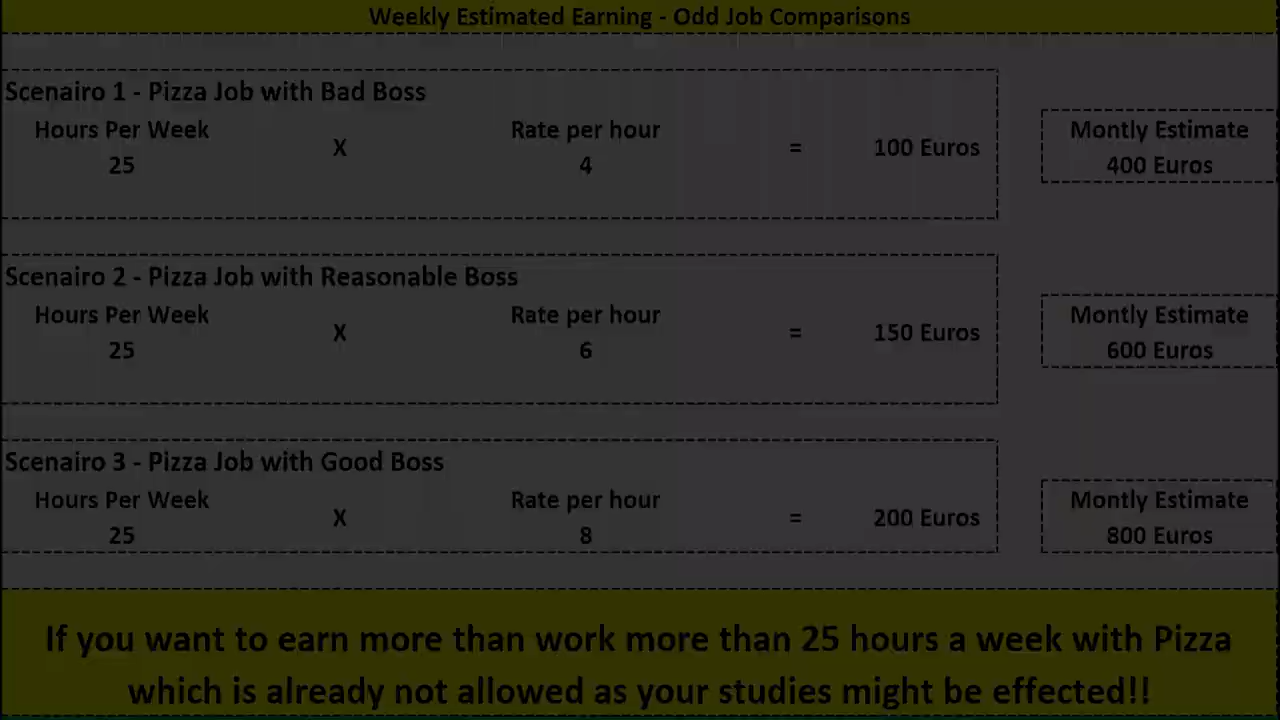 Weekly Estimated Earning - Odd Job Comparisons
Scenairo 1 - Pizza Job with Bad Boss
Hours Per Week X Rate per hour = 100 Euros
25 4
Montly Estimate
400 Euros
Scenairo 2 - Pizza Job with Reasonable Boss
Hours Per Week X Rate per hour = 150 Euros
25 6
Montly Estimate
600 Euros
Scenairo 3 - Pizza Job with Good Boss
Hours Per Week X Rate per hour = 200 Euros
25 8
Montly Estimate
800 Euros
If you want to earn more than work more than 25 hours a week with Pizza
which is already not allowed as your studies might be effected!!